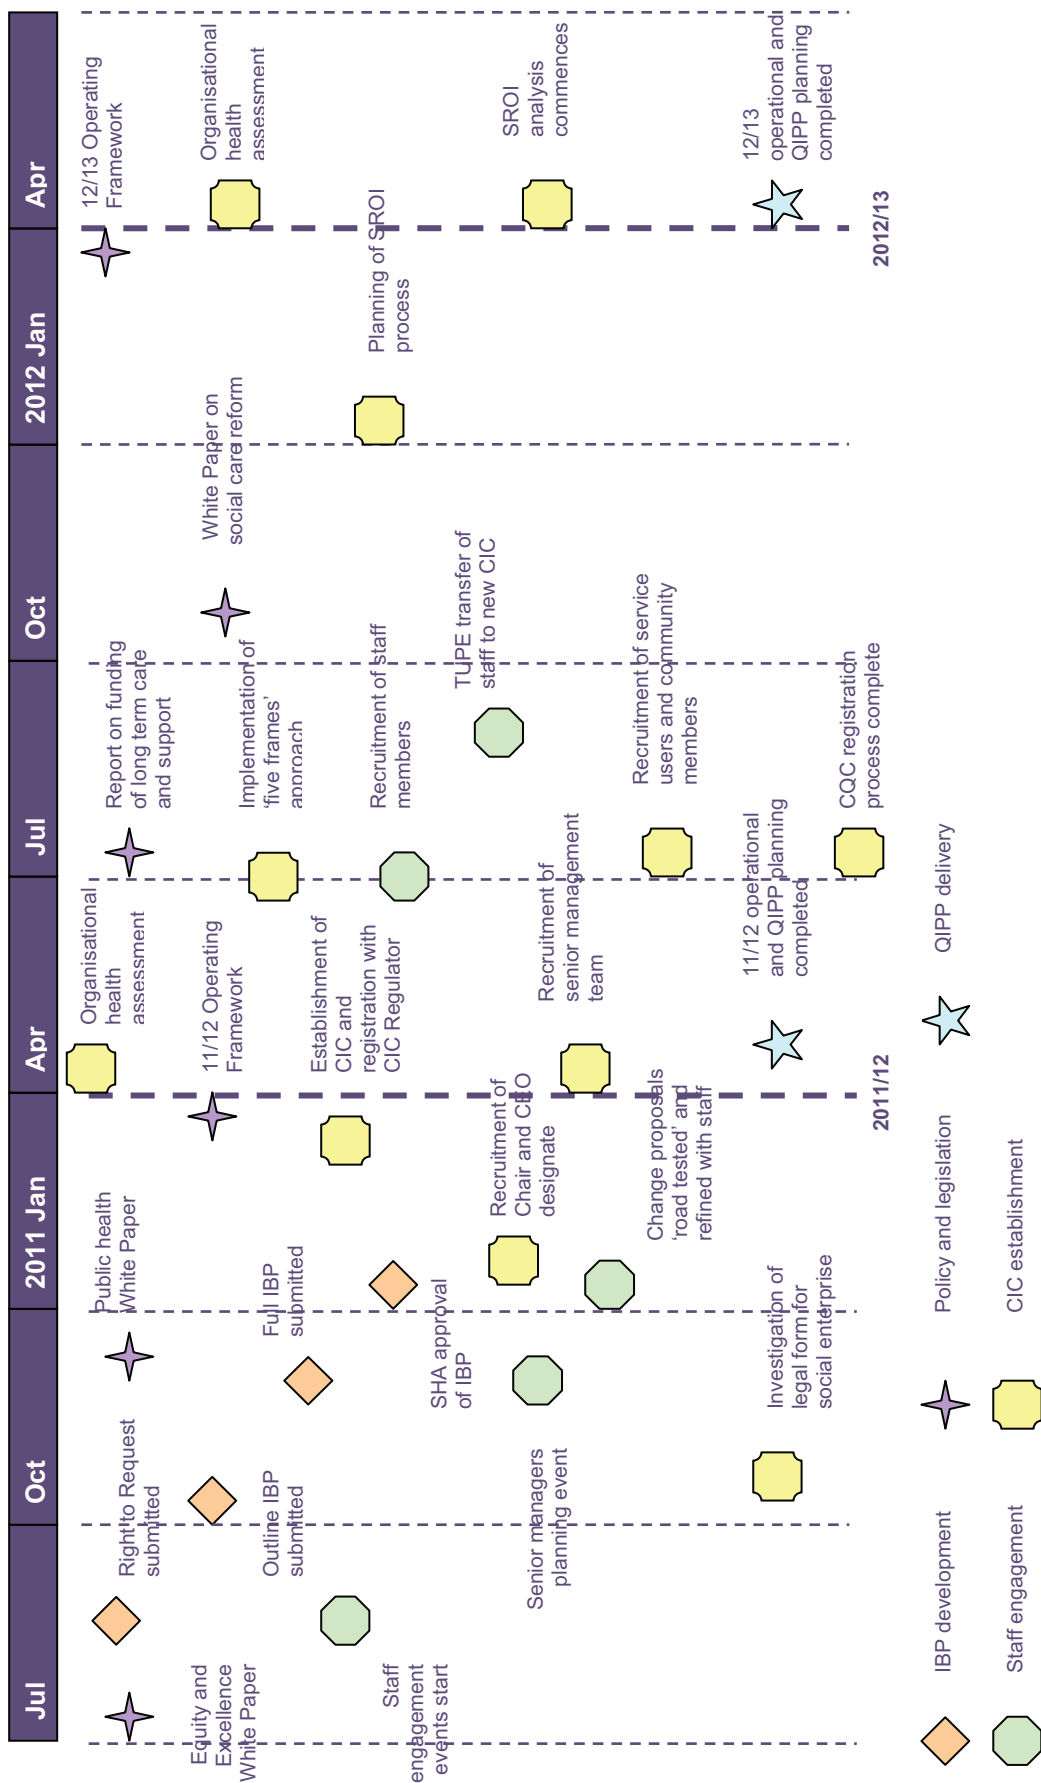 Jul
Oct
2011 Jan
Apr
Jul
Oct
2012 Jan
Apr
Equity and
Excellence
White Paper
Right to Request
submitted
Public health
White Paper
Organisational
health
assessment
Report on funding
of long term care
and support
12/13 Operating
Framework
11/12 Operating
Framework
White Paper on
social care reform
Organisational
health
assessment
Outline IBP
submitted
Full IBP
submitted
Implementation of
‘five frames’
approach
Establishment of
CIC and
registration with
CIC Regulator
Staff
engagement
events start
Recruitment of staff
members
Planning of SROI
process
SHA approval
of IBP
Recruitment of
Chair and CEO
designate
TUPE transfer of
staff to new CIC
SROI
analysis
commences
Senior managers
planning event
Recruitment of
senior management
team
Change proposals
‘road tested’ and
refined with staff
Recruitment of service
users and community
members
Investigation of
legal form for
social enterprise
11/12 operational
and QIPP planning
completed
12/13
operational and
QIPP planning
completed
CQC registration
process complete
2011/12
2012/13
IBP development
Policy and legislation
QIPP delivery
Staff engagement
CIC establishment